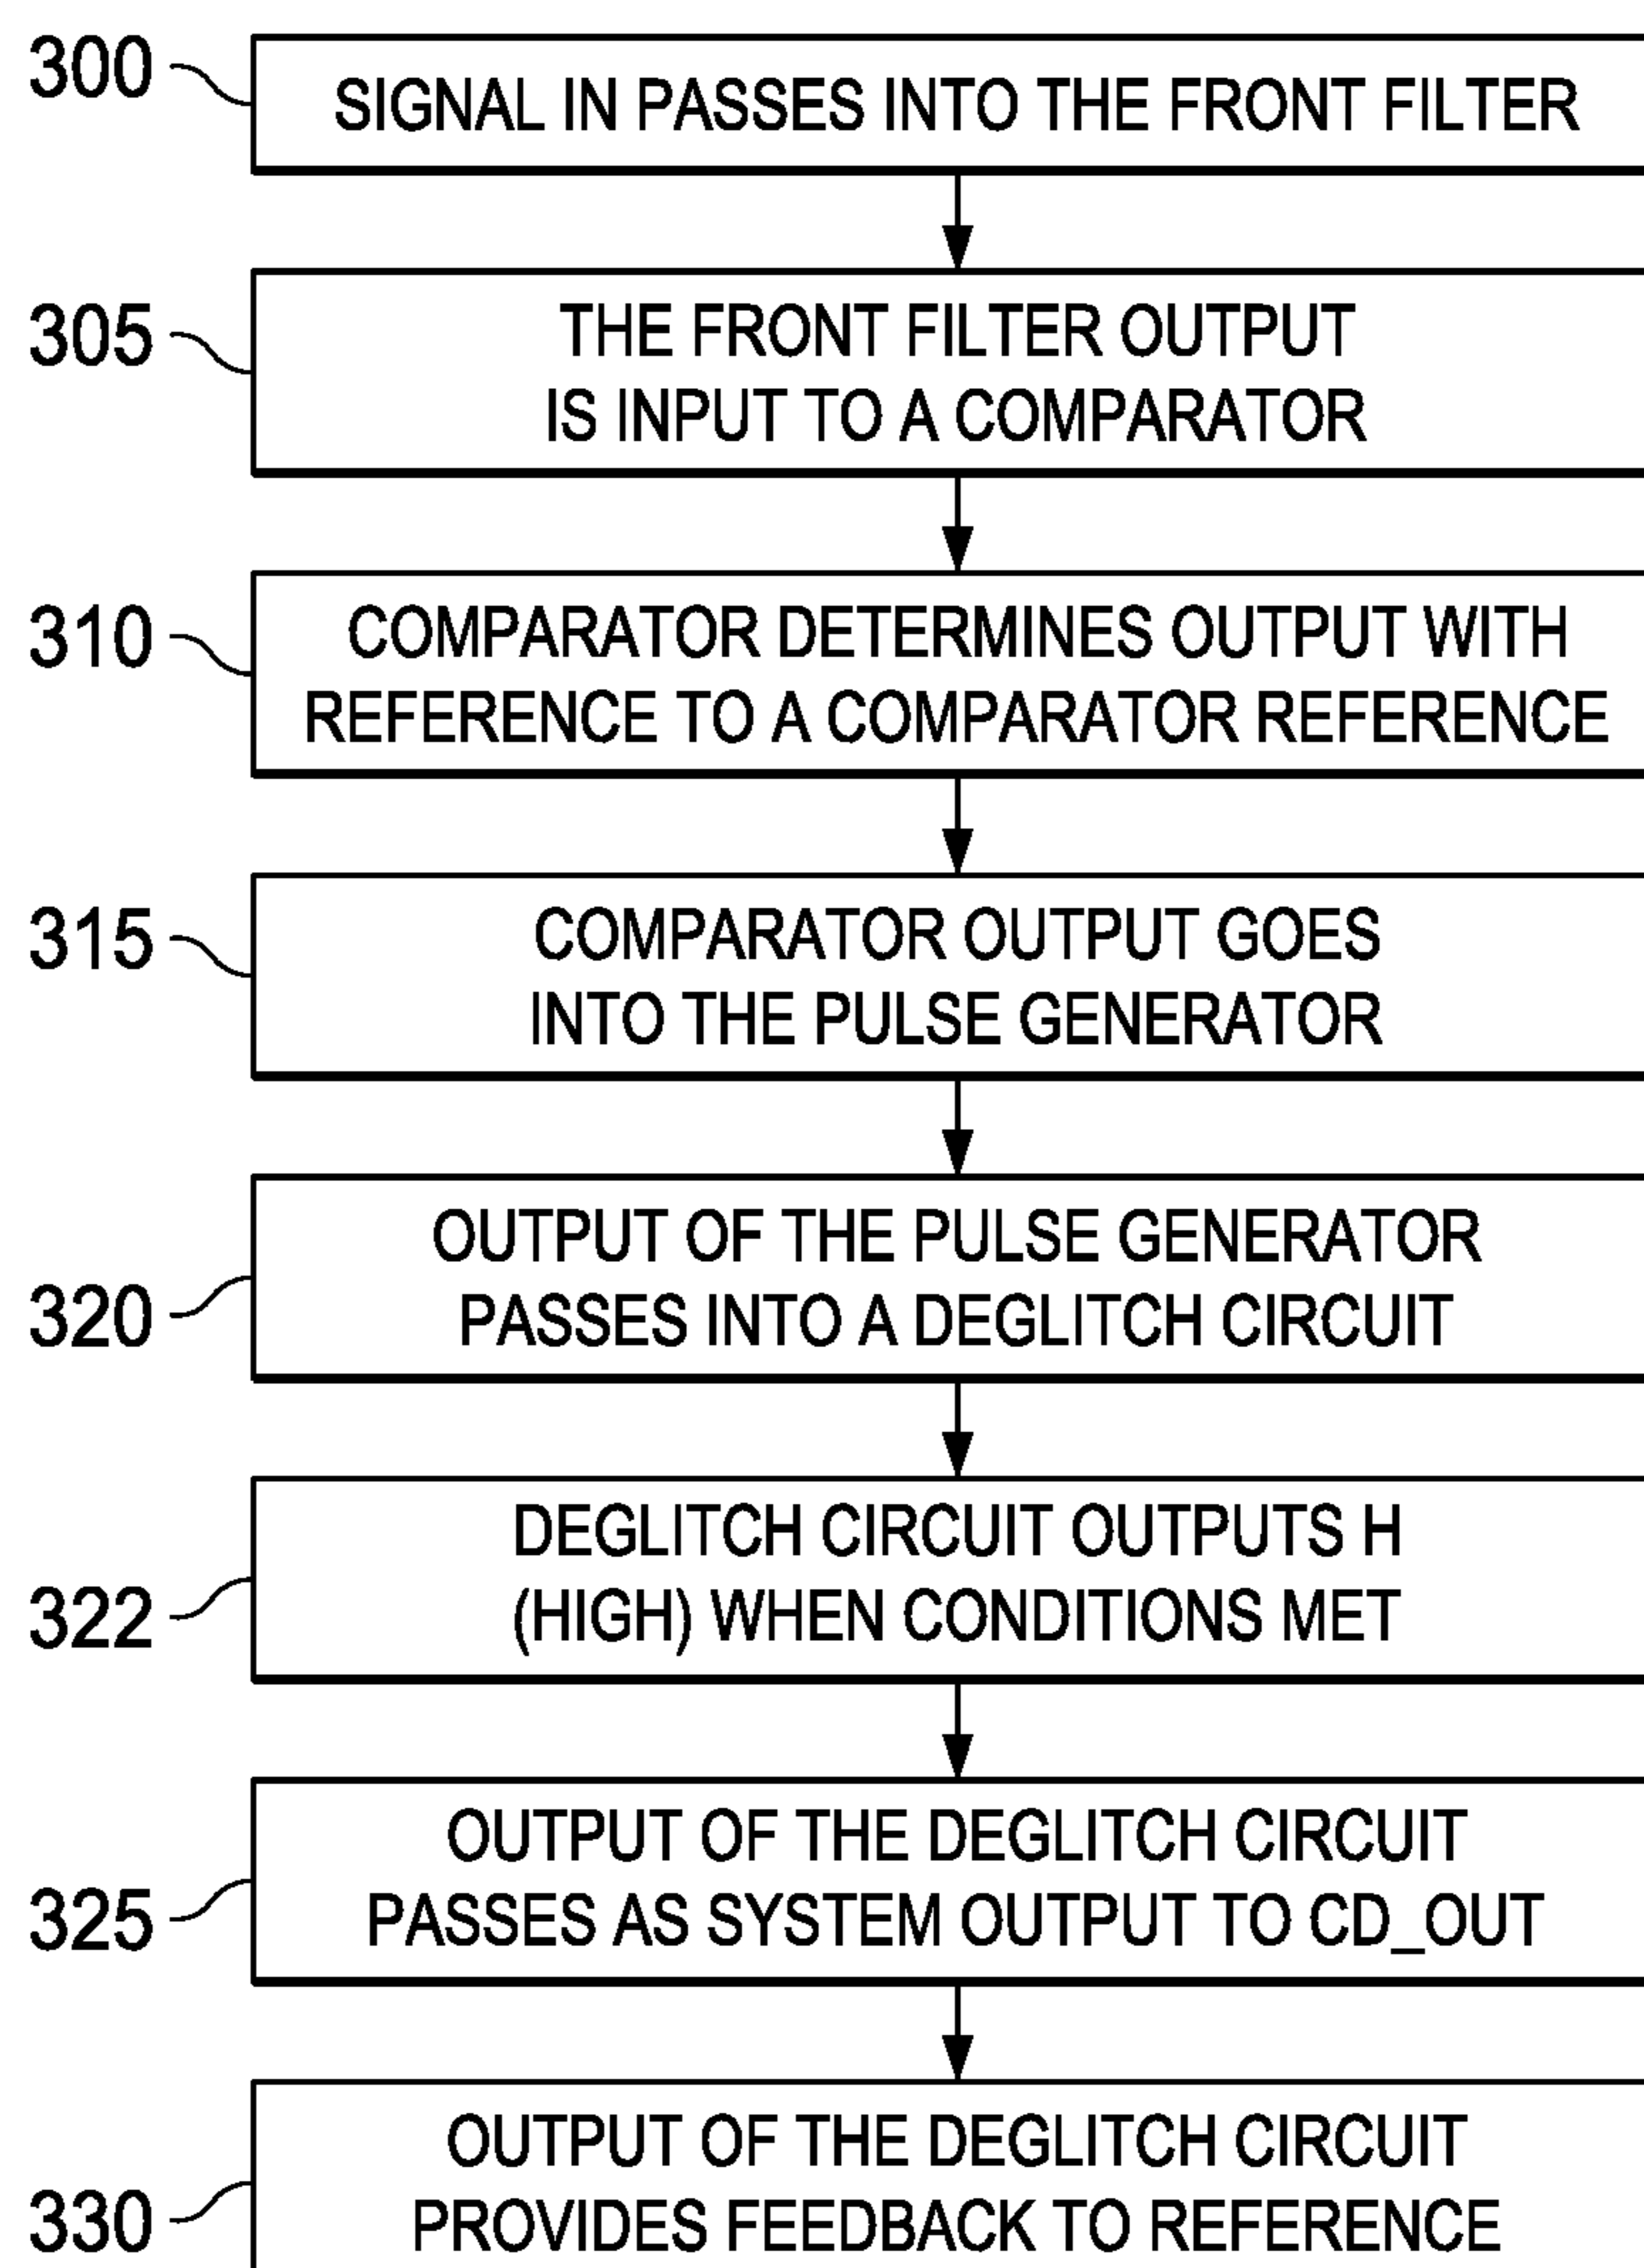 300
SIGNAL IN PASSES INTO THE FRONT FILTER
305
THE FRONT FILTER OUTPUT
IS INPUT TO A COMPARATOR
310
COMPARATOR DETERMINES OUTPUT WITH
REFERENCE TO A COMPARATOR REFERENCE
315
COMPARATOR OUTPUT GOES
INTO THE PULSE GENERATOR
320
OUTPUT OF THE PULSE GENERATOR
PASSES INTO A DEGLITCH CIRCUIT
322
DEGLITCH CIRCUIT OUTPUTS H
(HIGH) WHEN CONDITIONS MET
325
OUTPUT OF THE DEGLITCH CIRCUIT
PASSES AS SYSTEM OUTPUT TO CD_OUT
330
OUTPUT OF THE DEGLITCH CIRCUIT
PROVIDES FEEDBACK TO REFERENCE